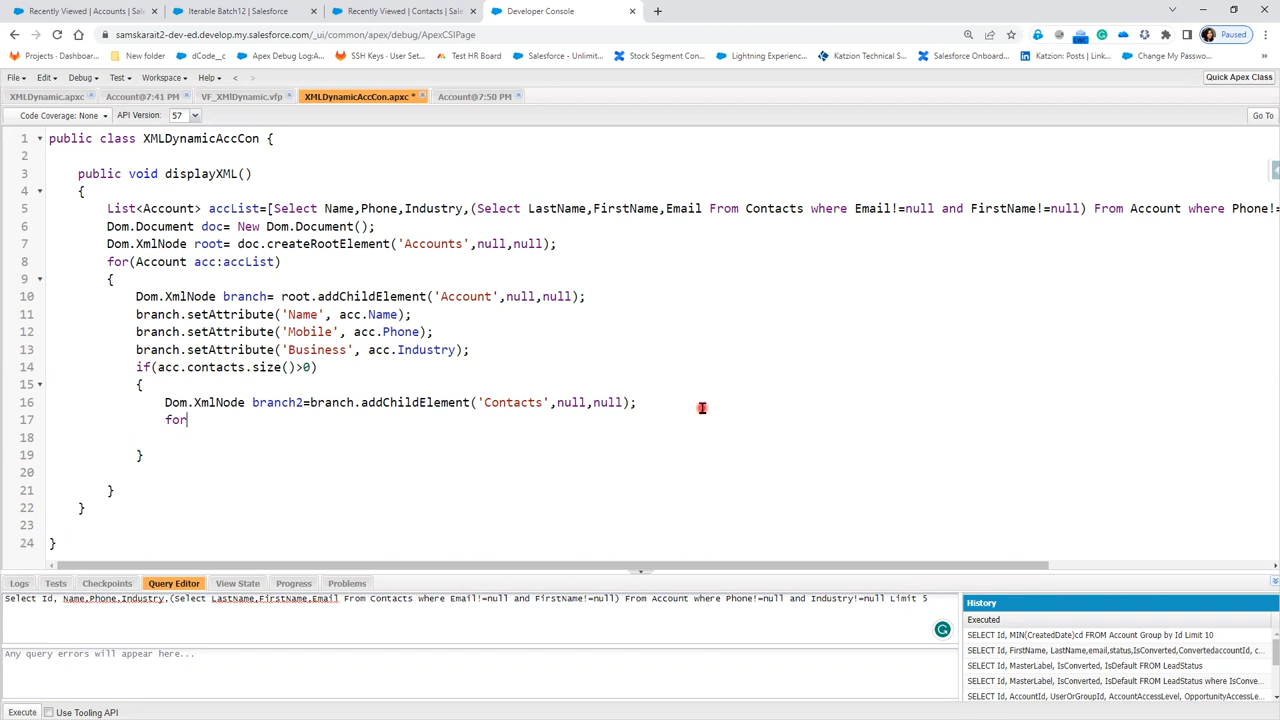 Recently Viewed | Accounts | Sal
Iterable Batch12 | Salesforce
Recently Viewed | Contacts | Sale
Developer Console
samskarait2-dev-ed.develop.my.salesforce.com/_ui/common/apex/debug/ApexCSIPage
Paused
Projects - Dashboar...
New folder
dCode__c
Apex Debug Log:A...
SSH Keys | User Set...
Test HR Board
Salesforce - Unlimit...
Stock Segment Con...
Lightning Experienc...
Katzion Technical S...
Salesforce Onboard...
Katzion: Posts | Link...
Change My Passwo...
File
Edit
Debug
Test
Workspace
Help
<
>
Quick Apex Class
XMLDynamic.apxc
Account@7:41 PM
VF_XMlDynamic.vfp
XMLDynamicAccCon.apxc *
Account@7:50 PM
Code Coverage: None
API Version:
57
Go To
1 public class XMLDynamicAccCon {
2
3 public void displayXML()
4 {
5 List<Account> accList=[Select Name,Phone,Industry,(Select LastName,FirstName,Email From Contacts where Email!=null and FirstName!=null) From Account where Phone!=
6 Dom.Document doc= New Dom.Document();
7 Dom.XmlNode root= doc.createRootElement('Accounts',null,null);
8 for(Account acc:accList)
9 {
10 Dom.XmlNode branch= root.addChildElement('Account',null,null);
11 branch.setAttribute('Name', acc.Name);
12 branch.setAttribute('Mobile', acc.Phone);
13 branch.setAttribute('Business', acc.Industry);
14 if(acc.contacts.size()>0)
15 {
16 Dom.XmlNode branch2=branch.addChildElement('Contacts',null,null);
17 for
18
19 }
20
21 }
22 }
23
24 }
Logs
Tests
Checkpoints
Query Editor
View State
Progress
Problems
Select Id, Name,Phone,Industry,(Select LastName,FirstName,Email From Contacts where Email!=null and FirstName!=null) From Account where Phone!=null and Industry!=null Limit 5
Any query errors will appear here...
History
Executed
SELECT Id, MIN(CreatedDate)cd FROM Account Group by Id Limit 10
SELECT Id, FirstName, LastName,email,status,IsConverted,ConvertedaccountId, c...
SELECT Id, MasterLabel, IsConverted, IsDefault FROM LeadStatus
SELECT Id, MasterLabel, IsConverted, IsDefault FROM LeadStatus where IsConve...
SELECT Id, AccountId, UserOrGroupId, AccountAccessLevel, OpportunityAccessLe...
Execute
Use Tooling API